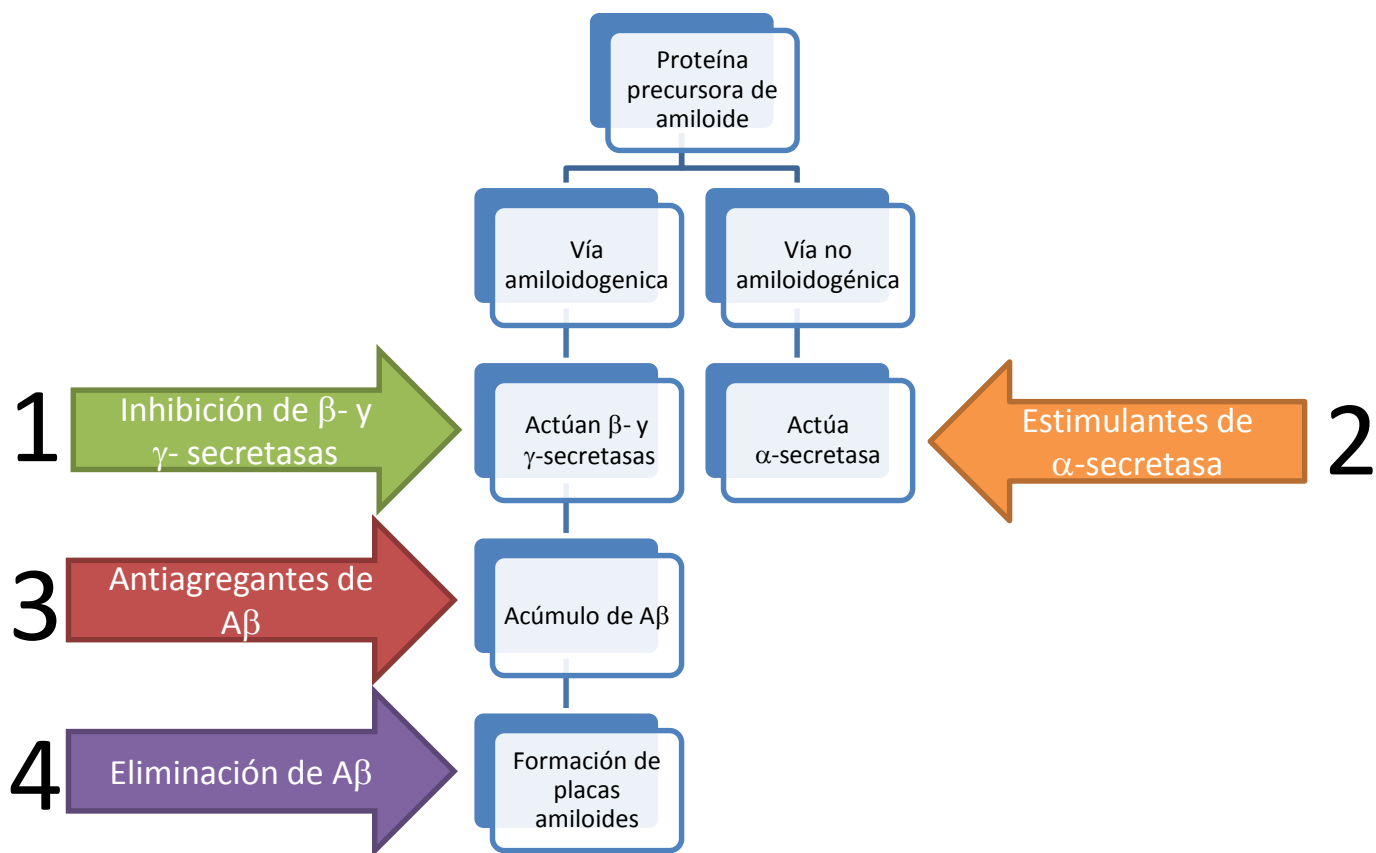 Proteína
precursora de
amiloide
Vía
amiloidogenica
Vía no
amiloidogénica
1
Inhibición de β- y
γ- secretasas
Actúan β- y
γ-secretasas
Actúa
α-secretasa
Estimulantes de
α-secretasa
2
3
Antiagregantes de
Aβ
Acúmulo de Aβ
4
Eliminación de Aβ
Formación de
placas
amiloides